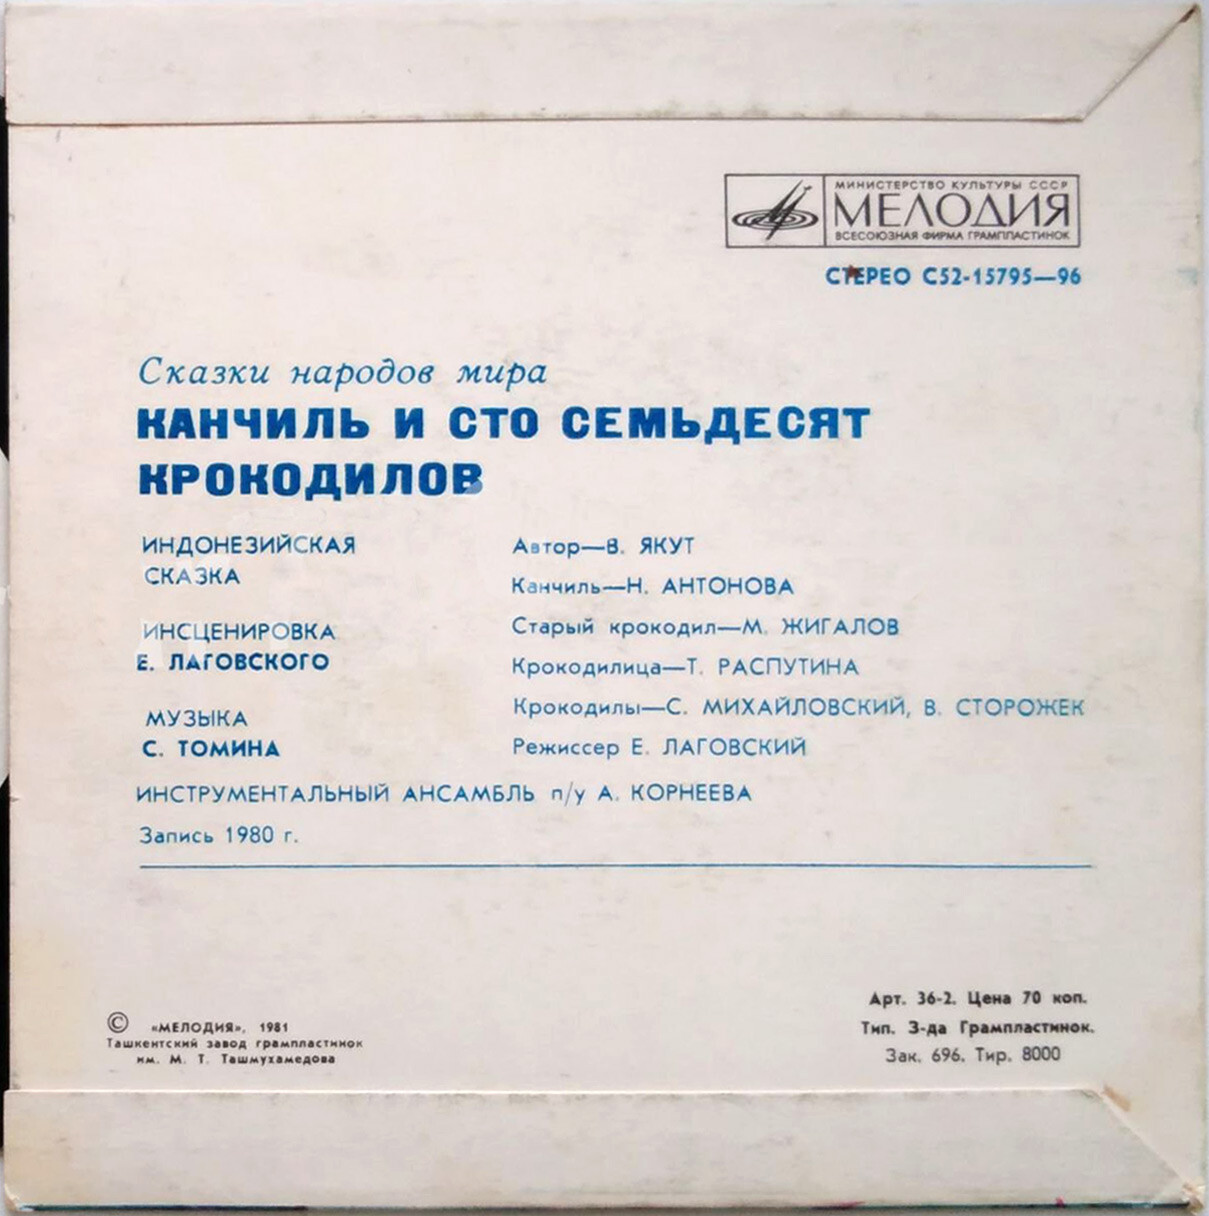 МИНИСТЕРСТВО КУЛЬТУРЫ СССР
МЕЛОДИЯ
ВСЕСОЮЗНАЯ ФИРМА ГРАМПЛАСТИНОК
СТЕРЕО С52-15795—96
Сказки народов мира
КАНЧИЛЬ И СТО СЕМЬДЕСЯТ
КРОКОДИЛОВ
ИНДОНЕЗИЙСКАЯ
СКАЗКА
ИНСЦЕНИРОВКА
Е. ЛАГОВСКОГО
МУЗЫКА
С. ТОМИНА
Автор—В. ЯКУТ
Канчиль—Н. АНТОНОВА
Старый крокодил—М. ЖИГАЛОВ
Крокодилица—Т. РАСПУТИНА
Крокодилы—С. МИХАЙЛОВСКИЙ, В. СТОРОЖЕК
Режиссер Е. ЛАГОВСКИЙ
ИНСТРУМЕНТАЛЬНЫЙ АНСАМБЛЬ п/у А. КОРНЕЕВА
Запись 1980 г.
© «МЕЛОДИЯ», 1981
Ташкентский завод грампластинок
им. М. Т. Ташмухамедова
Арт. 36-2. Цена 70 коп.
Тип. З-да Грампластинок.
Зак. 696. Тир. 8000